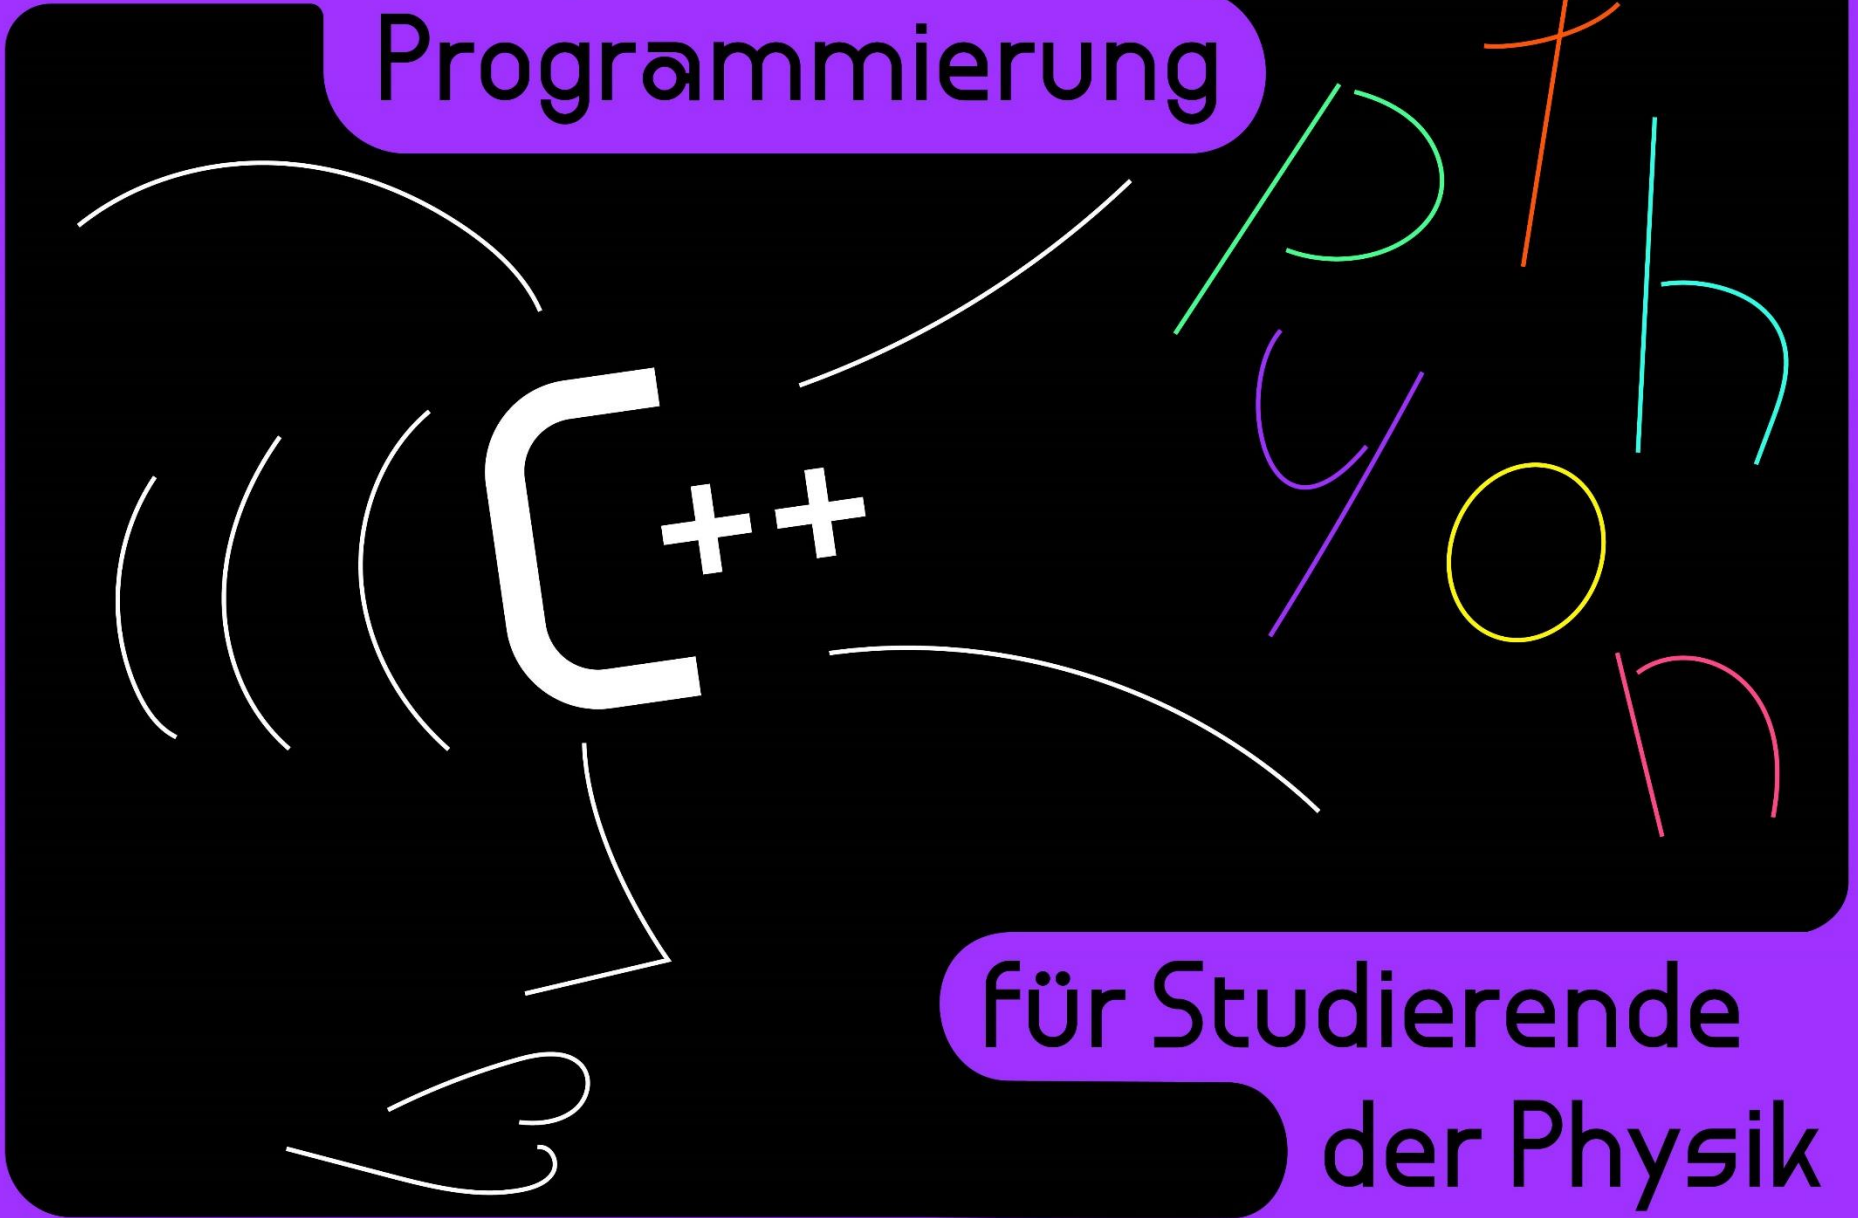 Programmierung
C++
python
für Studierende
der Physik